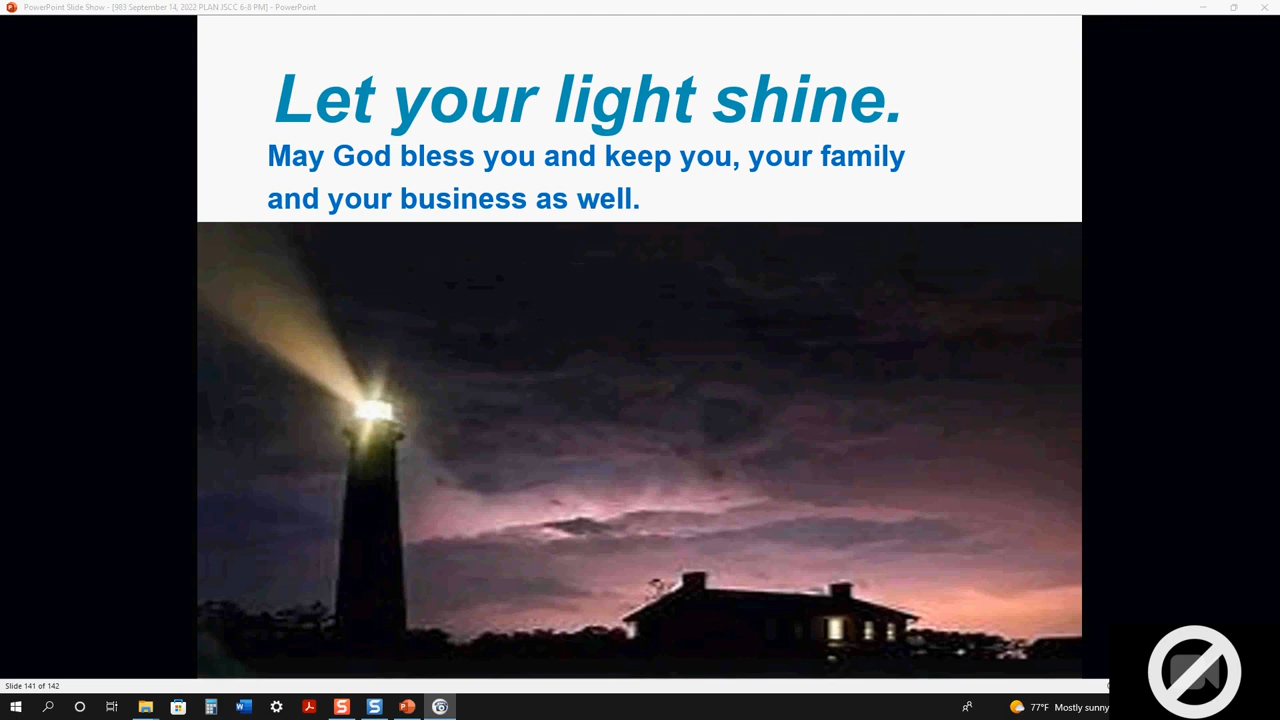 PowerPoint Slide Show - [983 September 14, 2022 PLAN JSCC 6-8 PM] - PowerPoint
Let your light shine.
May God bless you and keep you, your family
and your business as well.
Slide 141 of 142
77°F Mostly sunny